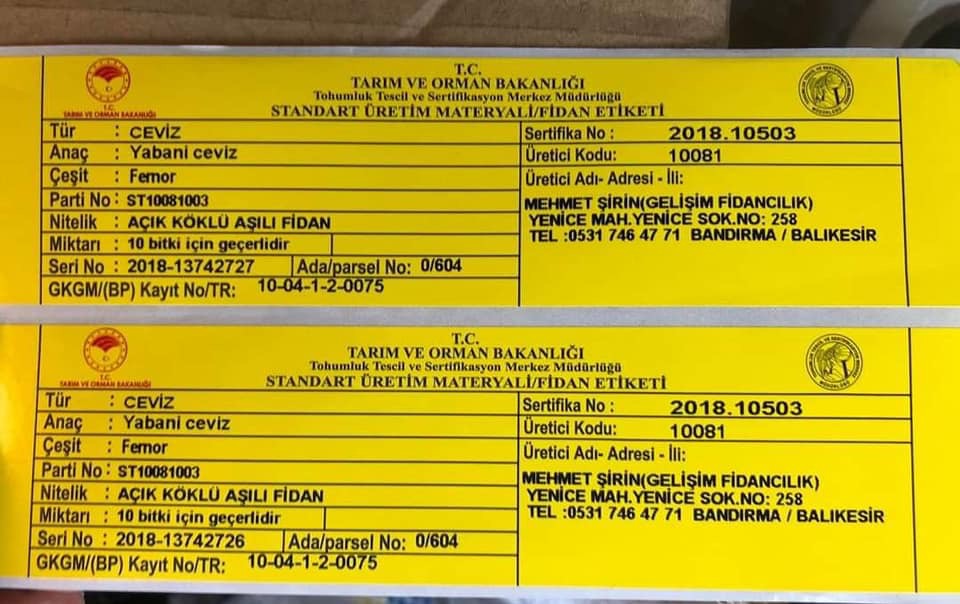 T.C.
TARIM VE ORMAN BAKANLIĞI
Tohumluk Tescil ve Sertifikasyon Merkez Müdürlüğü
STANDART ÜRETİM MATERYALİ/FİDAN ETİKETİ
T.C.
TARIM VE ORMAN BAKANLIĞI
Tür : CEVİZ
Anaç : Yabani ceviz
Çeşit : Fernor
Parti No : ST10081003
Nitelik : AÇIK KÖKLÜ AŞILI FİDAN
Miktarı : 10 bitki için geçerlidir
Seri No : 2018-13742727 Ada/parsel No: 0/604
GKGM/(BP) Kayıt No/TR: 10-04-1-2-0075
Sertifika No : 2018.10503
Üretici Kodu: 10081
Üretici Adı- Adresi - İli:
MEHMET ŞİRİN(GELİŞİM FİDANCILIK)
YENİCE MAH.YENİCE SOK.NO: 258
TEL :0531 746 47 71 BANDIRMA / BALIKESİR
T.C.
TARIM VE ORMAN BAKANLIĞI
Tohumluk Tescil ve Sertifikasyon Merkez Müdürlüğü
STANDART ÜRETİM MATERYALİ/FİDAN ETİKETİ
T.C.
TARIM VE ORMAN BAKANLIĞI
Tür : CEVİZ
Anaç : Yabani ceviz
Çeşit : Fernor
Parti No : ST10081003
Nitelik : AÇIK KÖKLÜ AŞILI FİDAN
Miktarı : 10 bitki için geçerlidir
Seri No : 2018-13742726 Ada/parsel No: 0/604
GKGM/(BP) Kayıt No/TR: 10-04-1-2-0075
Sertifika No : 2018.10503
Üretici Kodu: 10081
Üretici Adı- Adresi - İli:
MEHMET ŞİRİN(GELİŞİM FİDANCILIK)
YENİCE MAH.YENİCE SOK.NO: 258
TEL :0531 746 47 71 BANDIRMA / BALIKESİR